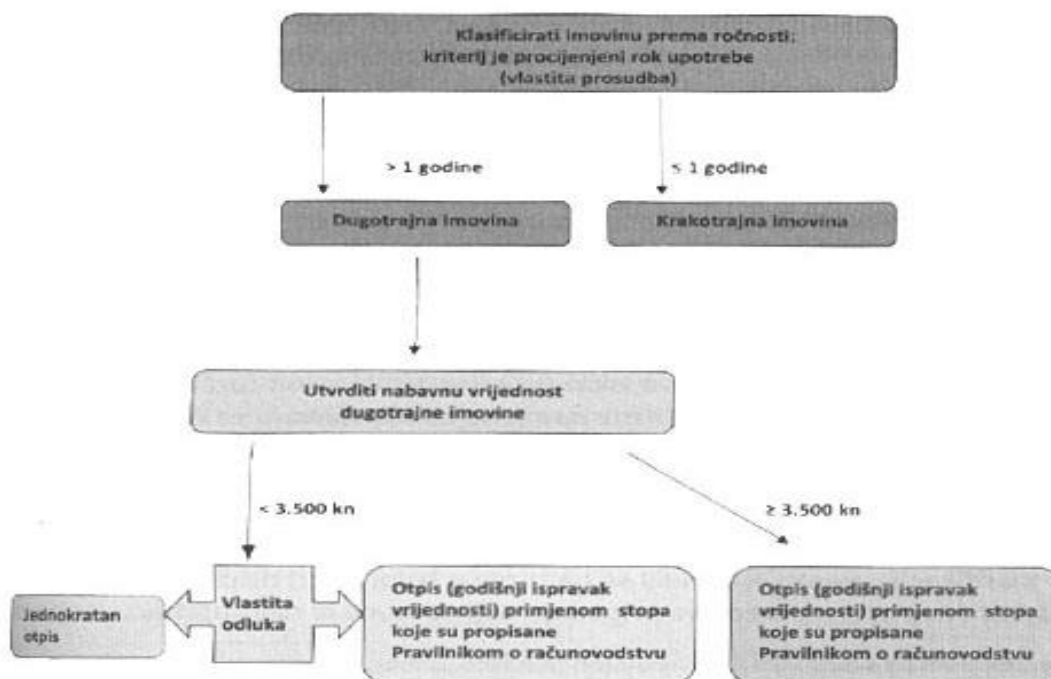 Klasificirati imovinu prema ročnosti;
kriterij je procijenjeni rok upotrebe
(vlastita prosudba)
> 1 godine
≤ 1 godine
Dugotrajna imovina
Krakotrajna imovina
Utvrditi nabavnu vrijednost
dugotrajne imovine
< 3.500 kn
≥ 3.500 kn
Jednokratan
otpis
Vlastita
odluka
Otpis (godišnji ispravak
vrijednosti) primjenom stopa
koje su propisane
Pravilnikom o računovodstvu
Otpis (godišnji ispravak
vrijednosti) primjenom stopa
koje su propisane
Pravilnikom o računovodstvu